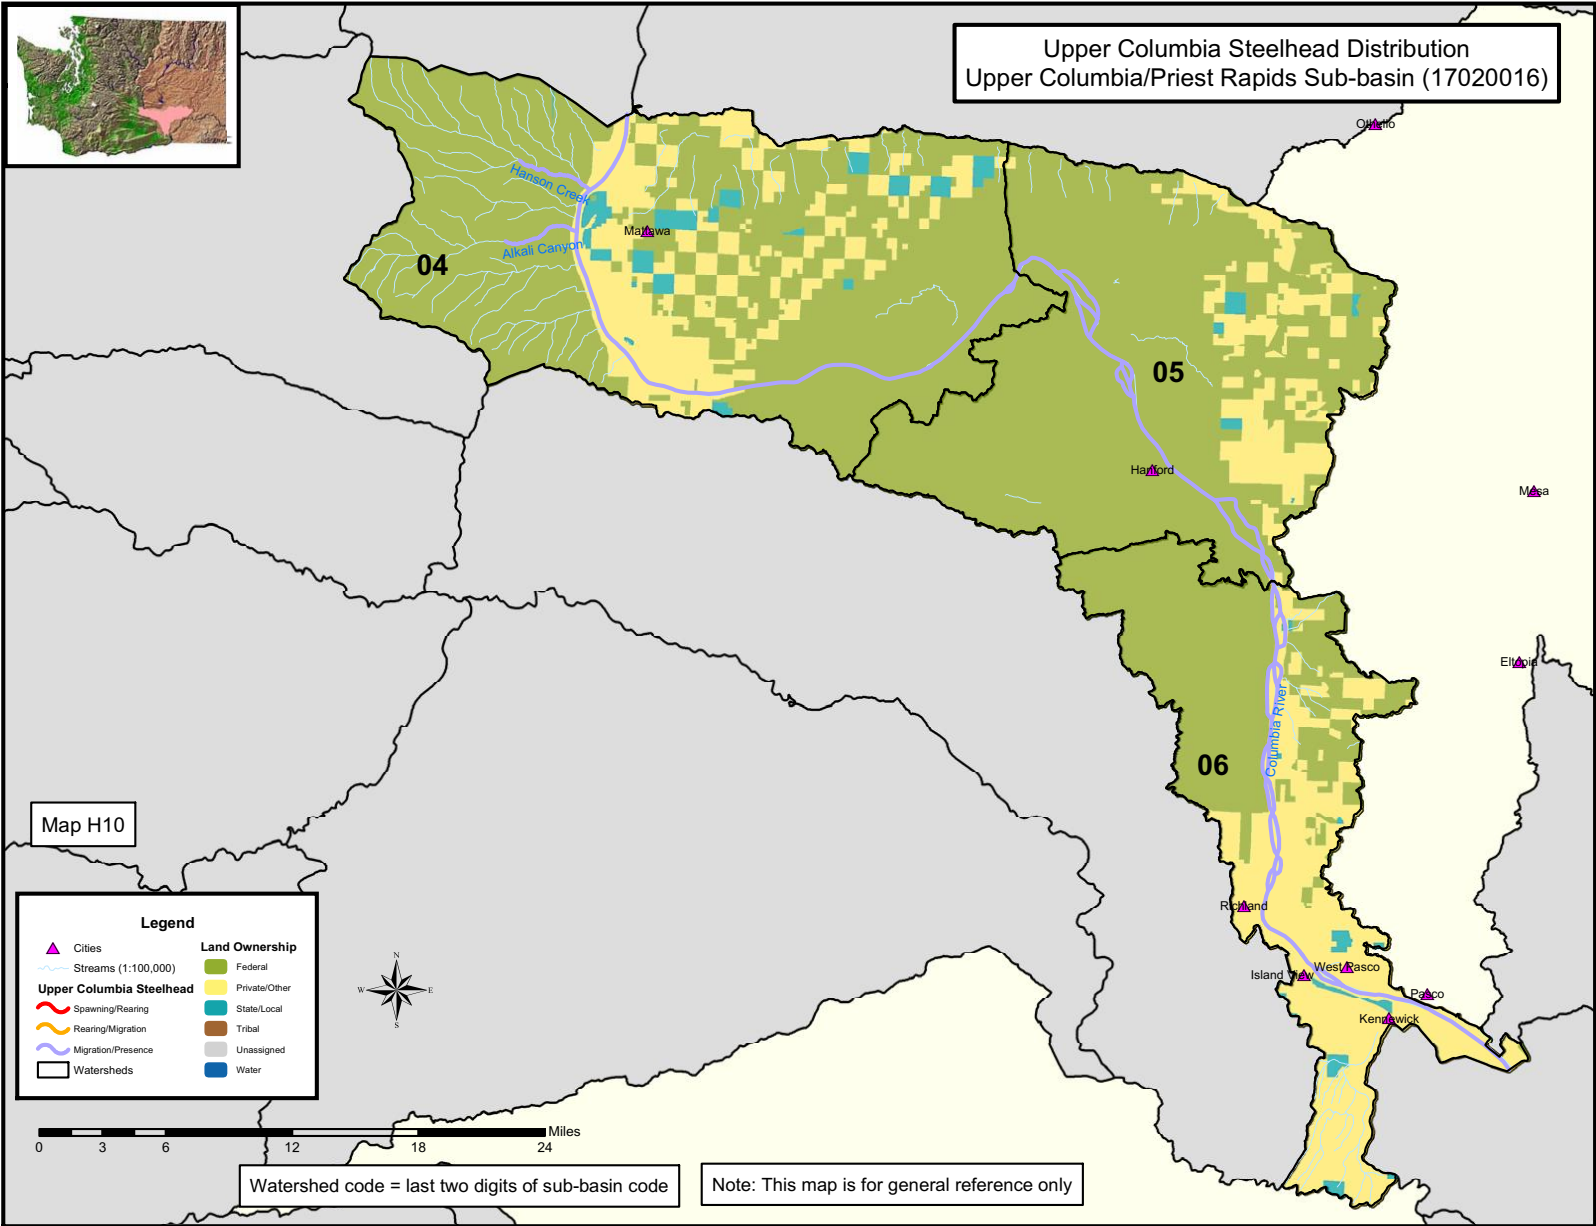 Upper Columbia Steelhead Distribution
Upper Columbia/Priest Rapids Sub-basin (17020016)
Othello
Hanson Creek
Mattawa
Alkali Canyon
04
05
Hanford
Mesa
Eltopia
Columbia River
06
Map H10
Richland
West Pasco
Island View
Pasco
Kennewick
Legend
Cities
Streams (1:100,000)
Upper Columbia Steelhead
Spawning/Rearing
Rearing/Migration
Migration/Presence
Watersheds
Land Ownership
Federal
Private/Other
State/Local
Tribal
Unassigned
Water
N
W
E
S
Miles
0 3 6 12 18 24
Watershed code = last two digits of sub-basin code
Note: This map is for general reference only